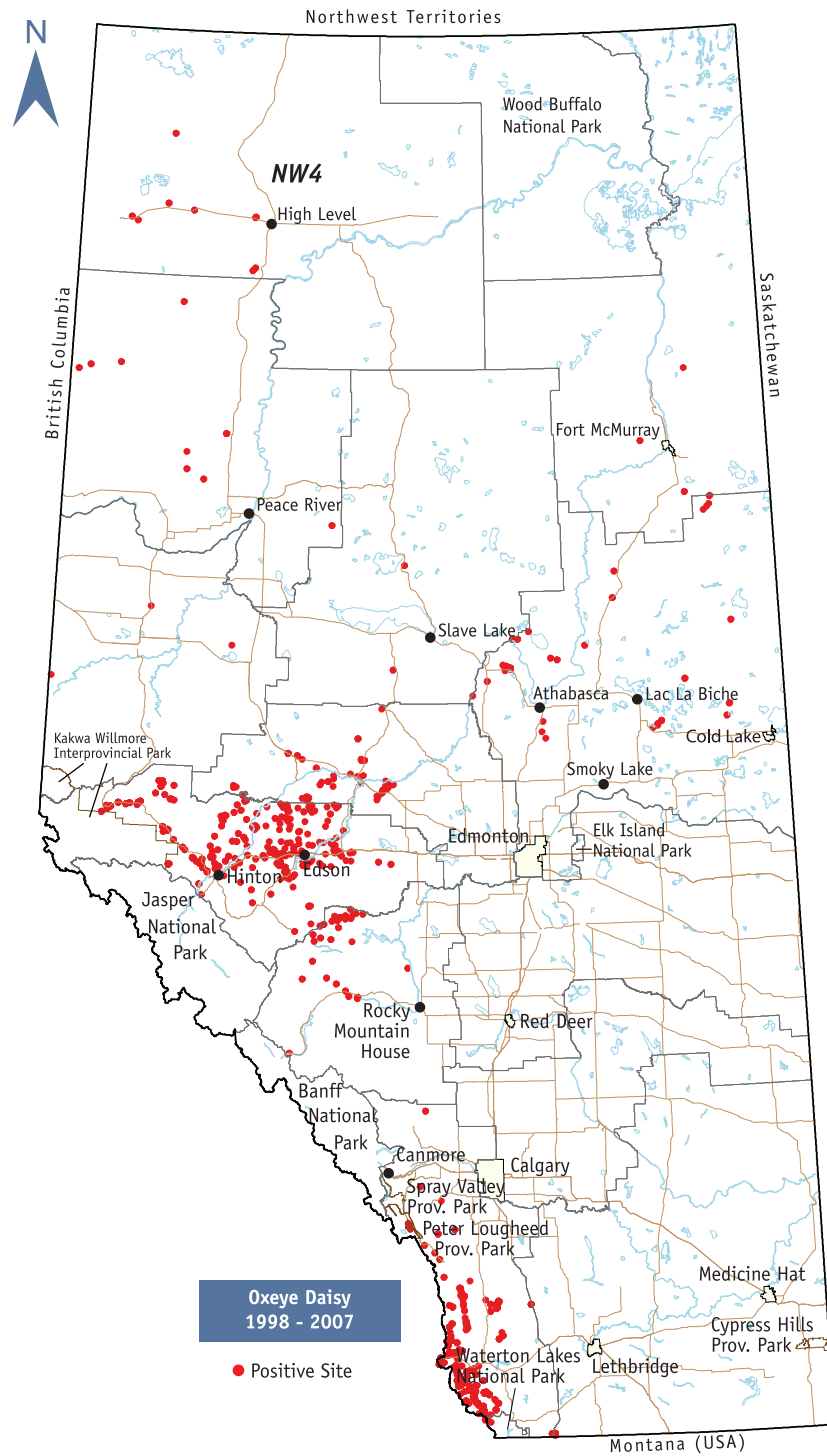 Northwest Territories
N
Wood Buffalo
National Park
NW4
High Level
British Columbia
Saskatchewan
Fort McMurray
Peace River
Slave Lake
Athabasca
Lac La Biche
Cold Lake
Kakwa Willmore
Interprovincial Park
Smoky Lake
Edmonton
Elk Island
National Park
Hinton
Edson
Jasper
National
Park
Rocky
Mountain
House
Red Deer
Banff
National
Park
Canmore
Calgary
Spray Valley
Prov. Park
Peter Lougheed
Prov. Park
Medicine Hat
Oxeye Daisy
1998 - 2007
Cypress Hills
Prov. Park
Positive Site
Waterton Lakes
National Park
Lethbridge
Montana (USA)